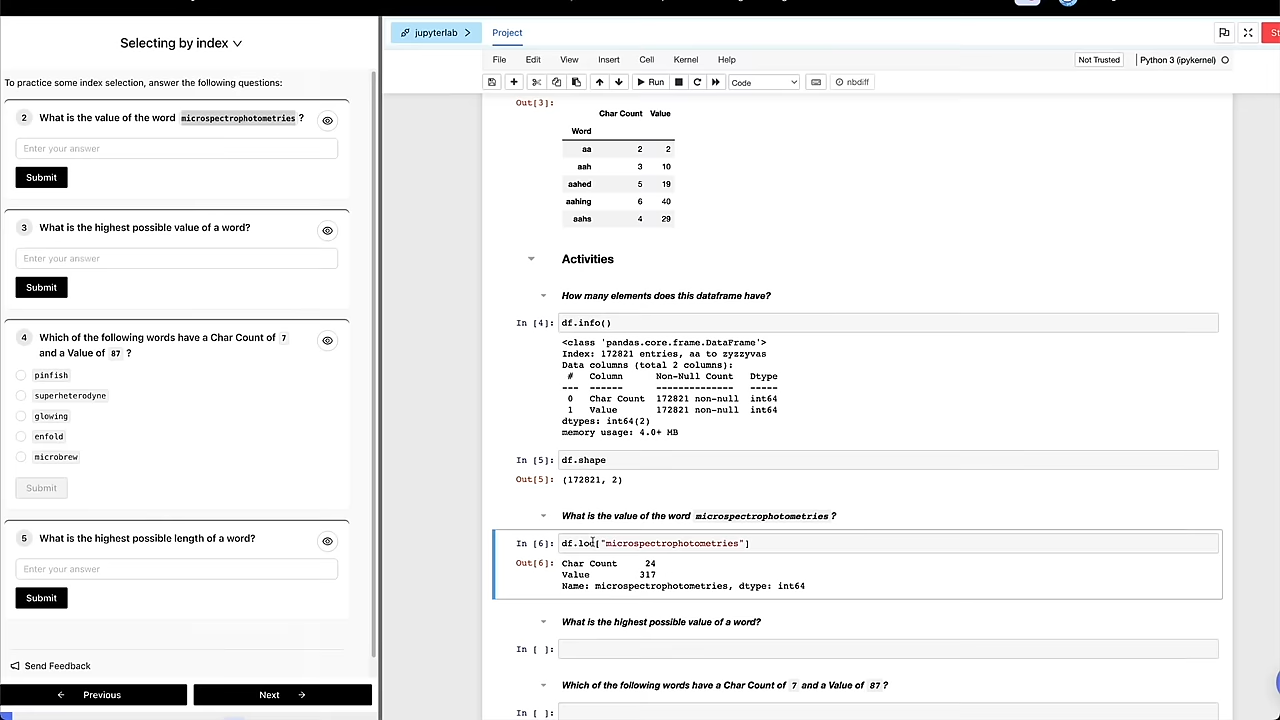 Selecting by index
To practice some index selection, answer the following questions:
2 What is the value of the word microspectrophotometries ?
Enter your answer
Submit
3 What is the highest possible value of a word?
Enter your answer
Submit
4 Which of the following words have a Char Count of 7
and a Value of 87 ?
pinfish
superheterodyne
glowing
enfold
microbrew
Submit
5 What is the highest possible length of a word?
Enter your answer
Submit
Send Feedback
Previous
Next
jupyterlab
Project
File Edit View Insert Cell Kernel Help
Not Trusted
Python 3 (ipykernel)
Run
Code
nbdiff
Out[3]:
Char Count Value
Word
aa 2 2
aah 3 10
aahed 5 19
aahing 6 40
aahs 4 29
Activities
How many elements does this dataframe have?
In [4]: df.info()
<class 'pandas.core.frame.DataFrame'>
Index: 172821 entries, aa to zyzzyvas
Data columns (total 2 columns):
# Column Non-Null Count Dtype
--- ------ -------------- -----
0 Char Count 172821 non-null int64
1 Value 172821 non-null int64
dtypes: int64(2)
memory usage: 4.0+ MB
In [5]: df.shape
Out[5]: (172821, 2)
What is the value of the word microspectrophotometries ?
In [6]: df.loc["microspectrophotometries"]
Out[6]: Char Count 24
Value 317
Name: microspectrophotometries, dtype: int64
What is the highest possible value of a word?
In [ ]:
Which of the following words have a Char Count of 7 and a Value of 87 ?
In [ ]: